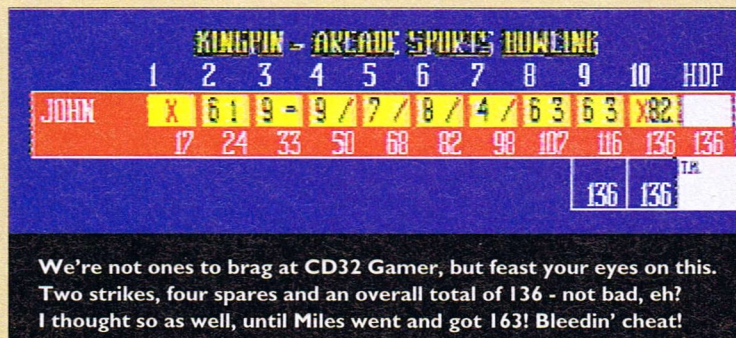 KINGPIN - ARCADE SPORTS BOWLING
1 2 3 4 5 6 7 8 9 10 HDP
JOHN X 6 1 9 - 9 / 7 / 8 / 4 / 6 3 6 3 X82
17 24 33 50 68 82 98 107 116 136 136
136 136
We're not ones to brag at CD32 Gamer, but feast your eyes on this.
Two strikes, four spares and an overall total of 136 - not bad, eh?
I thought so as well, until Miles went and got 163! Bleedin' cheat!